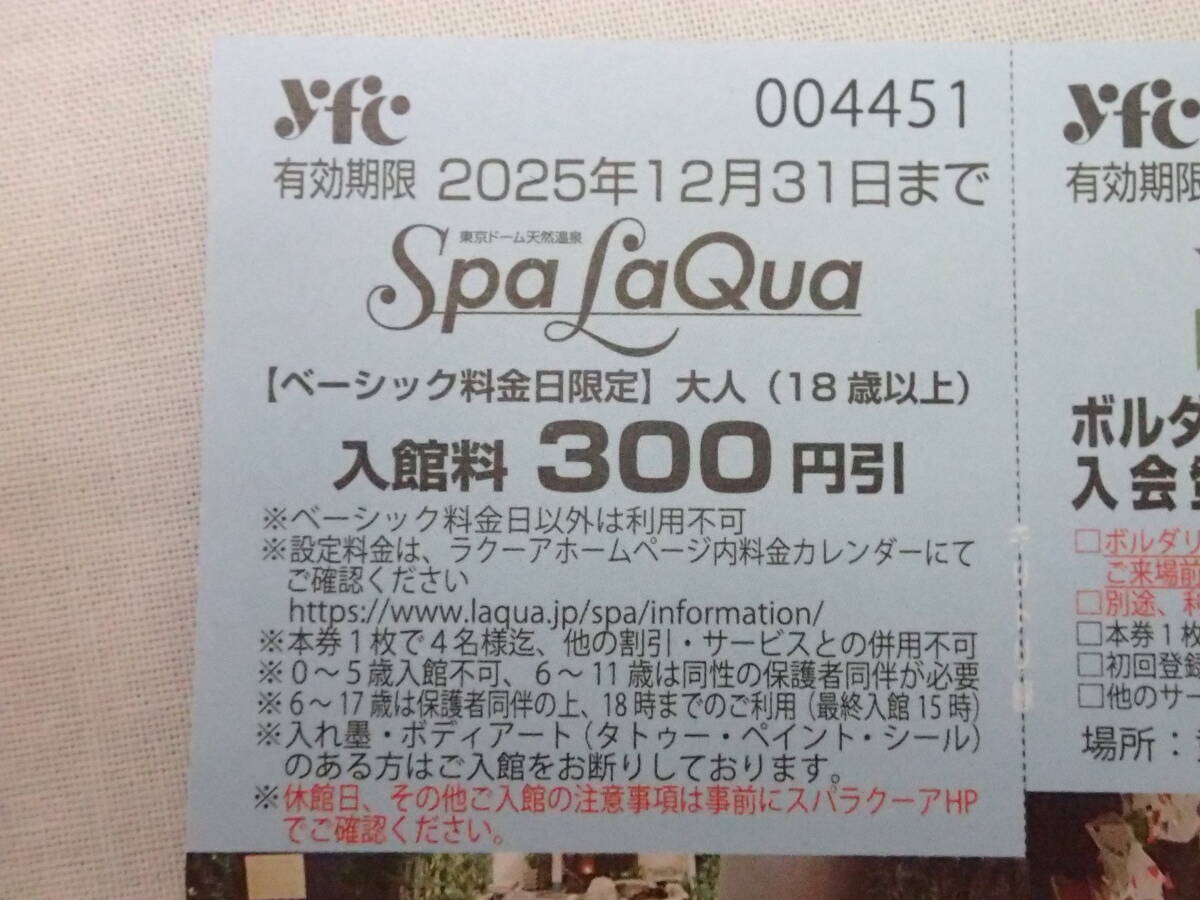 yfc
004451
有効期限 2025年12月31日まで
東京ドーム天然温泉
Spa LaQua
【ベーシック料金日限定】大人（18歳以上）
入館料 300円引
※ベーシック料金日以外は利用不可
※設定料金は、ラクーアホームページ内料金カレンダーにて
ご確認ください
https://www.laqua.jp/spa/information/
※本券1枚で4名様迄、他の割引・サービスとの併用不可
※0～5歳入館不可、6～11歳は同性の保護者同伴が必要
※6～17歳は保護者同伴の上、18時までのご利用（最終入館15時）
※入れ墨・ボディアート（タトゥー・ペイント・シール）
のある方はご入館をお断りしております。
※休館日、その他ご入館の注意事項は事前にスパラクーアHP
でご確認ください。
yfc
有効期限
ボルダ
入会
□ボルダリ
ご来場前
□別途、
□本券1枚
□初回登録
□他のサー
場所：